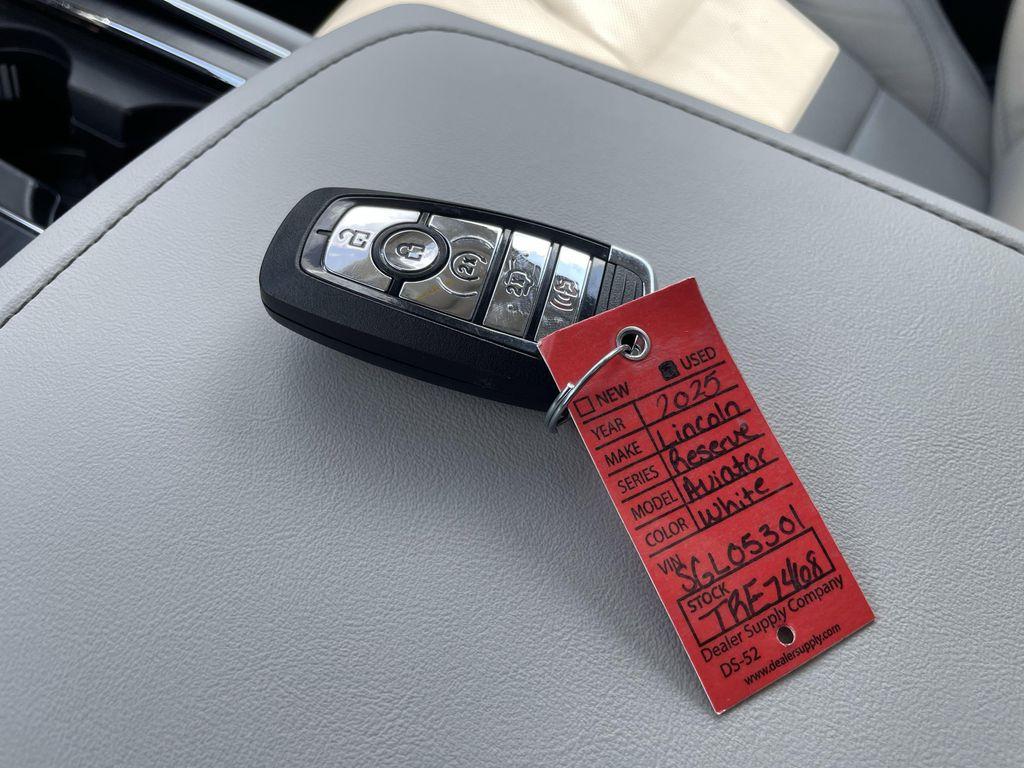 NEW USED
YEAR 2025
MAKE Lincoln
SERIES Reserve
MODEL Aviator
COLOR White
VIN SGL05301
STOCK TRF7468
Dealer Supply Company
DS-52
www.dealersupply.com